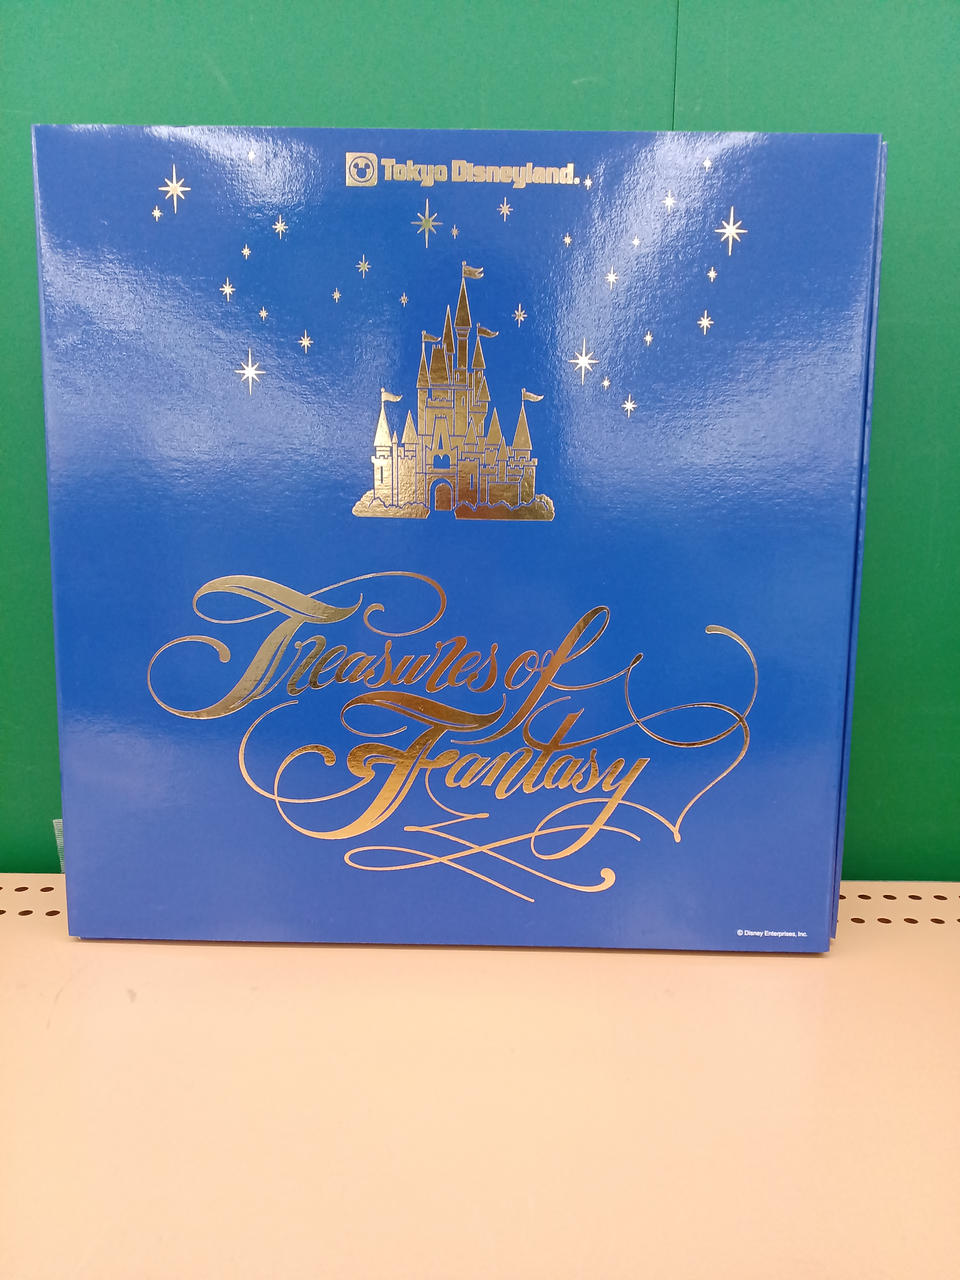 Tokyo Disneyland.
Treasures of
Fantasy
© Disney Enterprises, Inc.